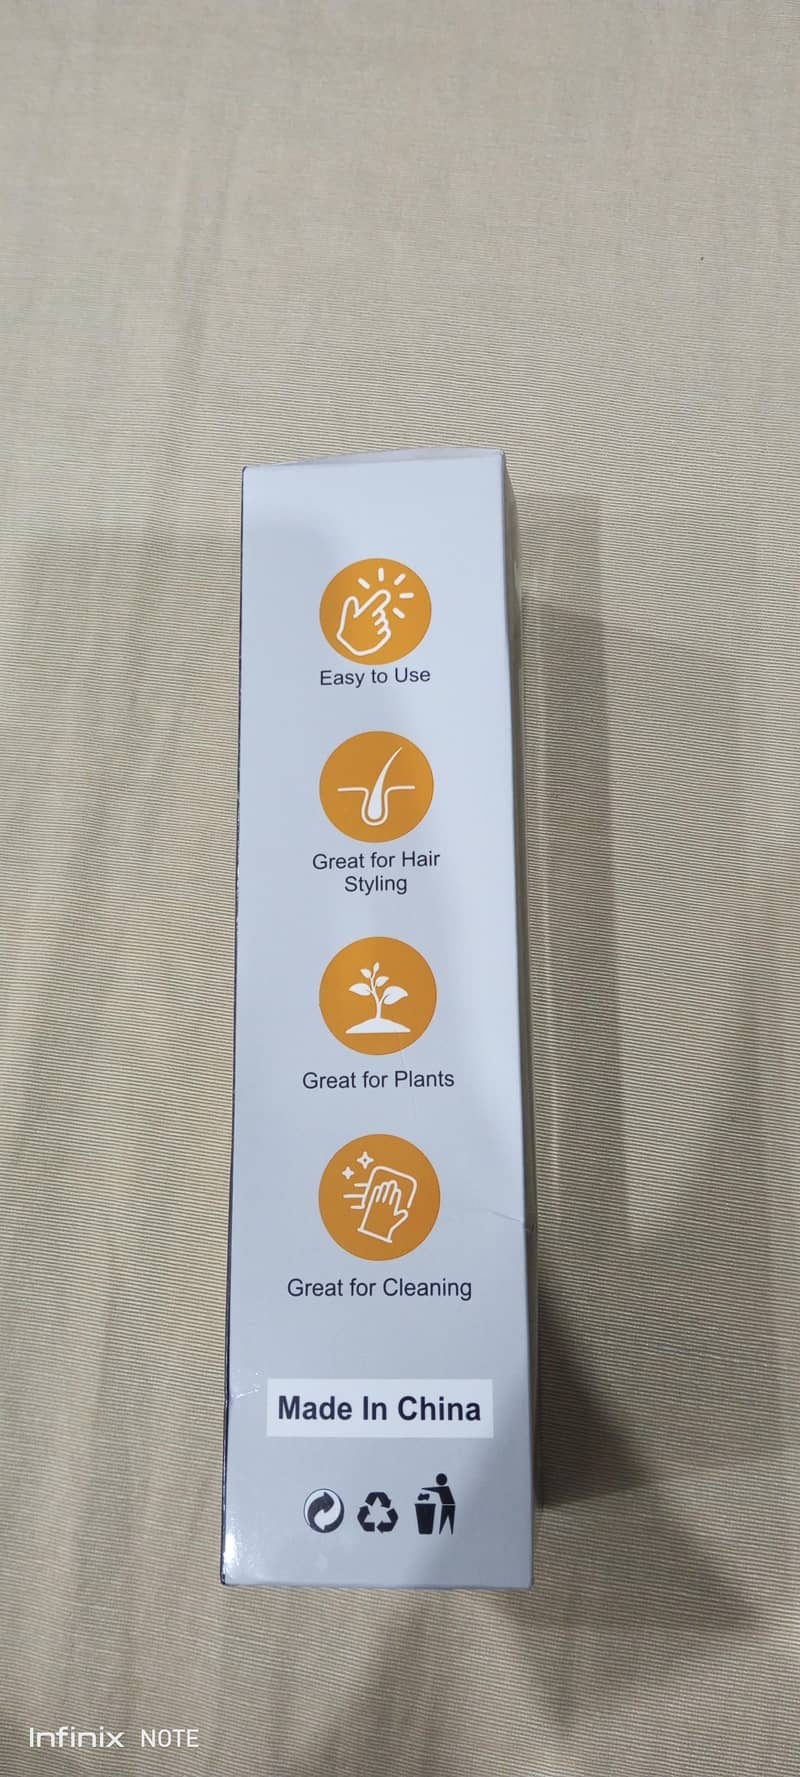 Easy to Use
Great for Hair
Styling
Great for Plants
Great for Cleaning
Made In China
Infinix NOTE